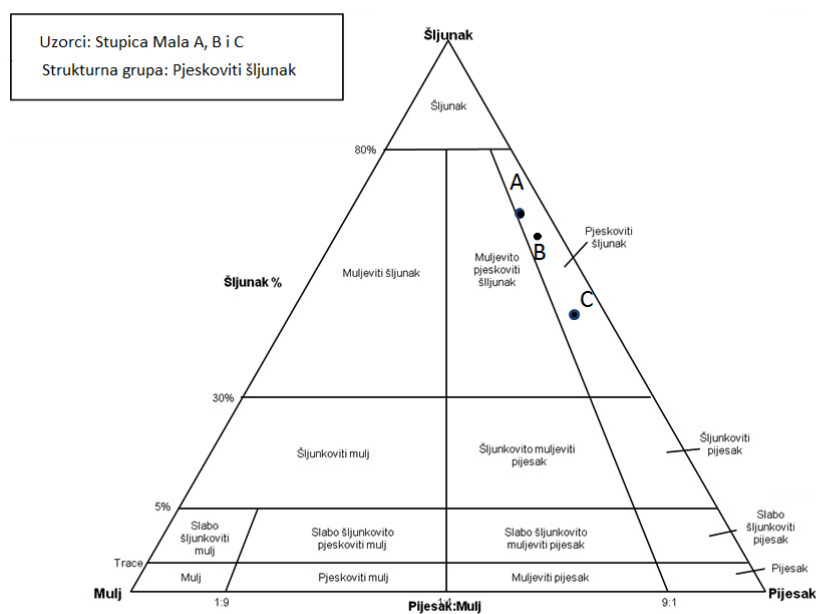 Uzorci: Stupica Mala A, B i C
Strukturna grupa: Pjeskoviti šljunak
Šljunak
Šljunak
80%
A
B
C
Pjeskoviti
šljunak
Muljeviti šljunak
Muljevito
pjeskoviti
šlljunak
Šljunak %
30%
Šljunkoviti mulj
Šljunkovito muljeviti
pijesak
Šljunkoviti
pijesak
5%
Slabo
šljunkoviti
mulj
Slabo šljunkovito
pjeskoviti mulj
Slabo šljunkovito
muljeviti pijesak
Slabo
šljunkoviti
pijesak
Trace
Mulj
Mulj
Pjeskoviti mulj
Muljeviti pijesak
Pijesak
Pijesak
1:9
1:1
9:1
Pijesak:Mulj